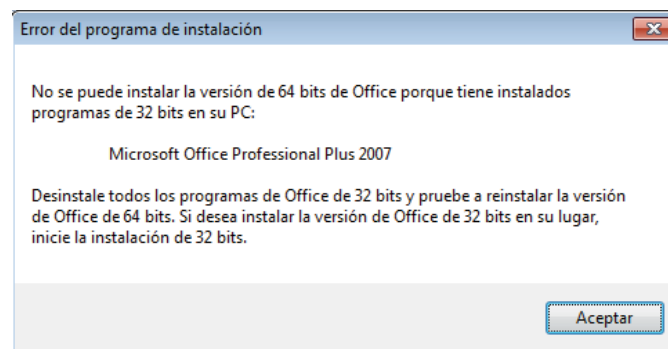 Error del programa de instalación
No se puede instalar la versión de 64 bits de Office porque tiene instalados
programas de 32 bits en su PC:
Microsoft Office Professional Plus 2007
Desinstale todos los programas de Office de 32 bits y pruebe a reinstalar la versión
de Office de 64 bits. Si desea instalar la versión de Office de 32 bits en su lugar,
inicie la instalación de 32 bits.
Aceptar